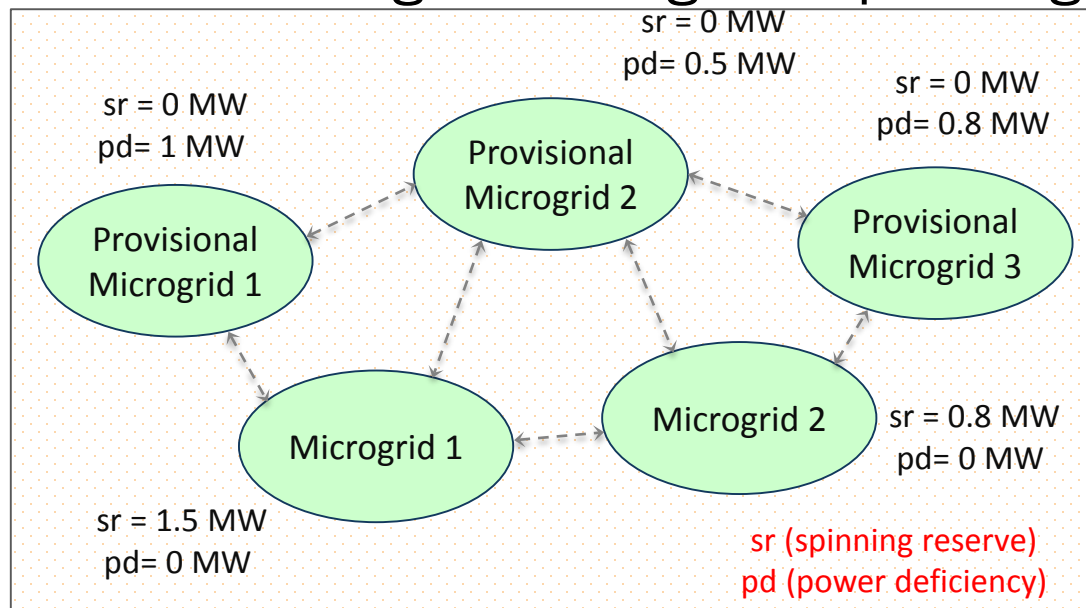 sr = 0 MW
pd= 0.5 MW
sr = 0 MW
pd= 1 MW
sr = 0 MW
pd= 0.8 MW
Provisional
Microgrid 2
Provisional
Microgrid 1
Provisional
Microgrid 3
Microgrid 1
Microgrid 2
sr = 0.8 MW
pd= 0 MW
sr = 1.5 MW
pd= 0 MW
sr (spinning reserve)
pd (power deficiency)